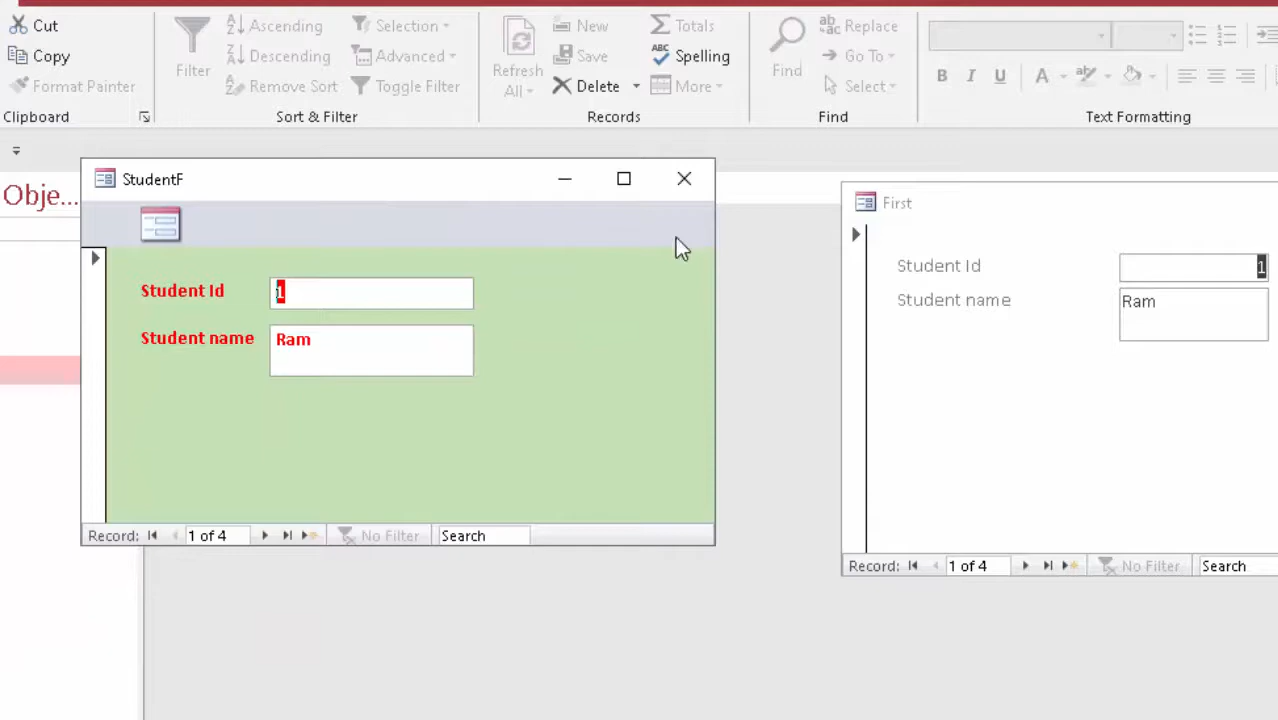 Cut
Copy
Format Painter
Clipboard
Filter
Ascending
Descending
Remove Sort
Selection
Advanced
Toggle Filter
Sort & Filter
Refresh
All
New
Save
Delete
Totals
Spelling
More
Records
Find
Replace
Go To
Select
Find
B I U A
Text Formatting
Obje...
StudentF
Student Id 1
Student name Ram
Record: 1 of 4 No Filter Search
First
Student Id 1
Student name Ram
Record: 1 of 4 No Filter Search